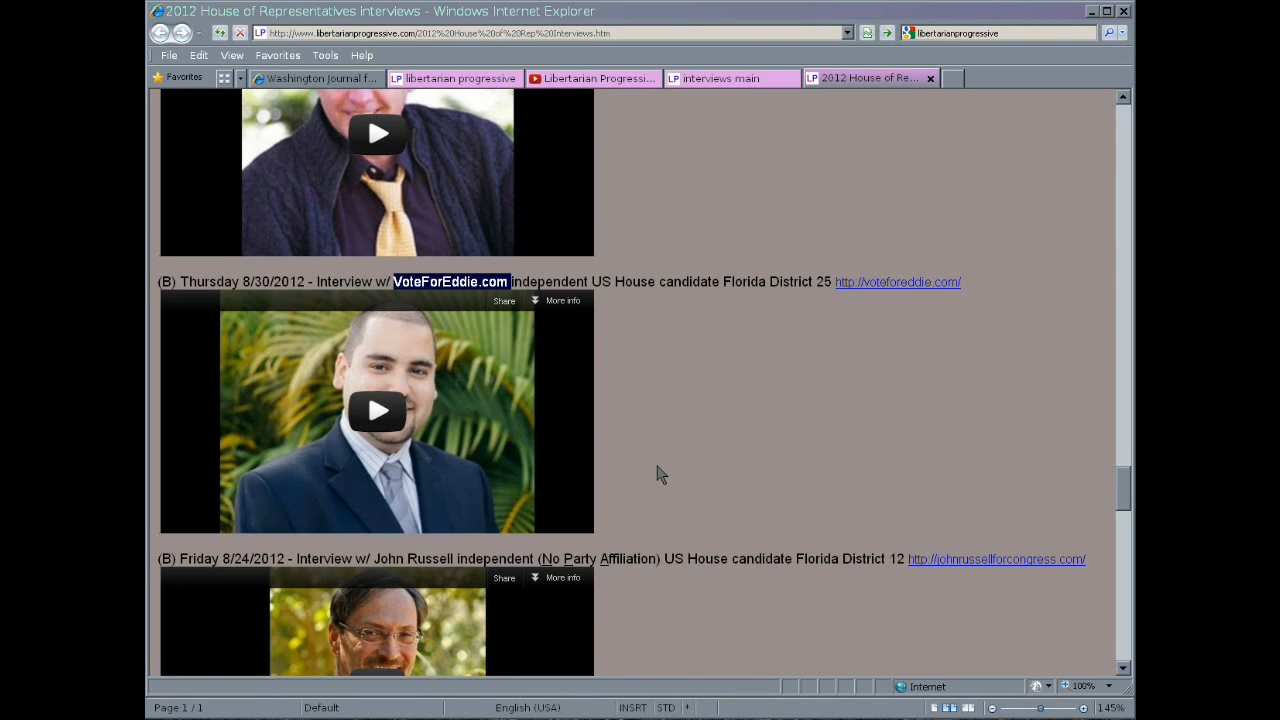 2012 House of Representatives interviews - Windows Internet Explorer
LP http://www.libertarianprogressive.com/2012%20House%20of%20Rep%20Interviews.htm
libertarianprogressive
File Edit View Favorites Tools Help
Favorites
Washington Journal f...
LP libertarian progressive
Libertarian Progressi...
LP interviews main
LP 2012 House of Re...
(B) Thursday 8/30/2012 - Interview w/ VoteForEddie.com independent US House candidate Florida District 25 http://voteforeddie.com/
Share More info
(B) Friday 8/24/2012 - Interview w/ John Russell independent (No Party Affiliation) US House candidate Florida District 12 http://johnrussellforcongress.com/
Share More info
Internet 100%
Page 1 / 1 Default English (USA) INSRT STD * 145%